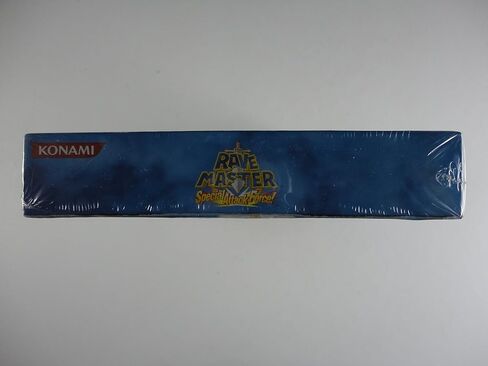 KONAMI
RAVE
MASTER
Special Attack Force!